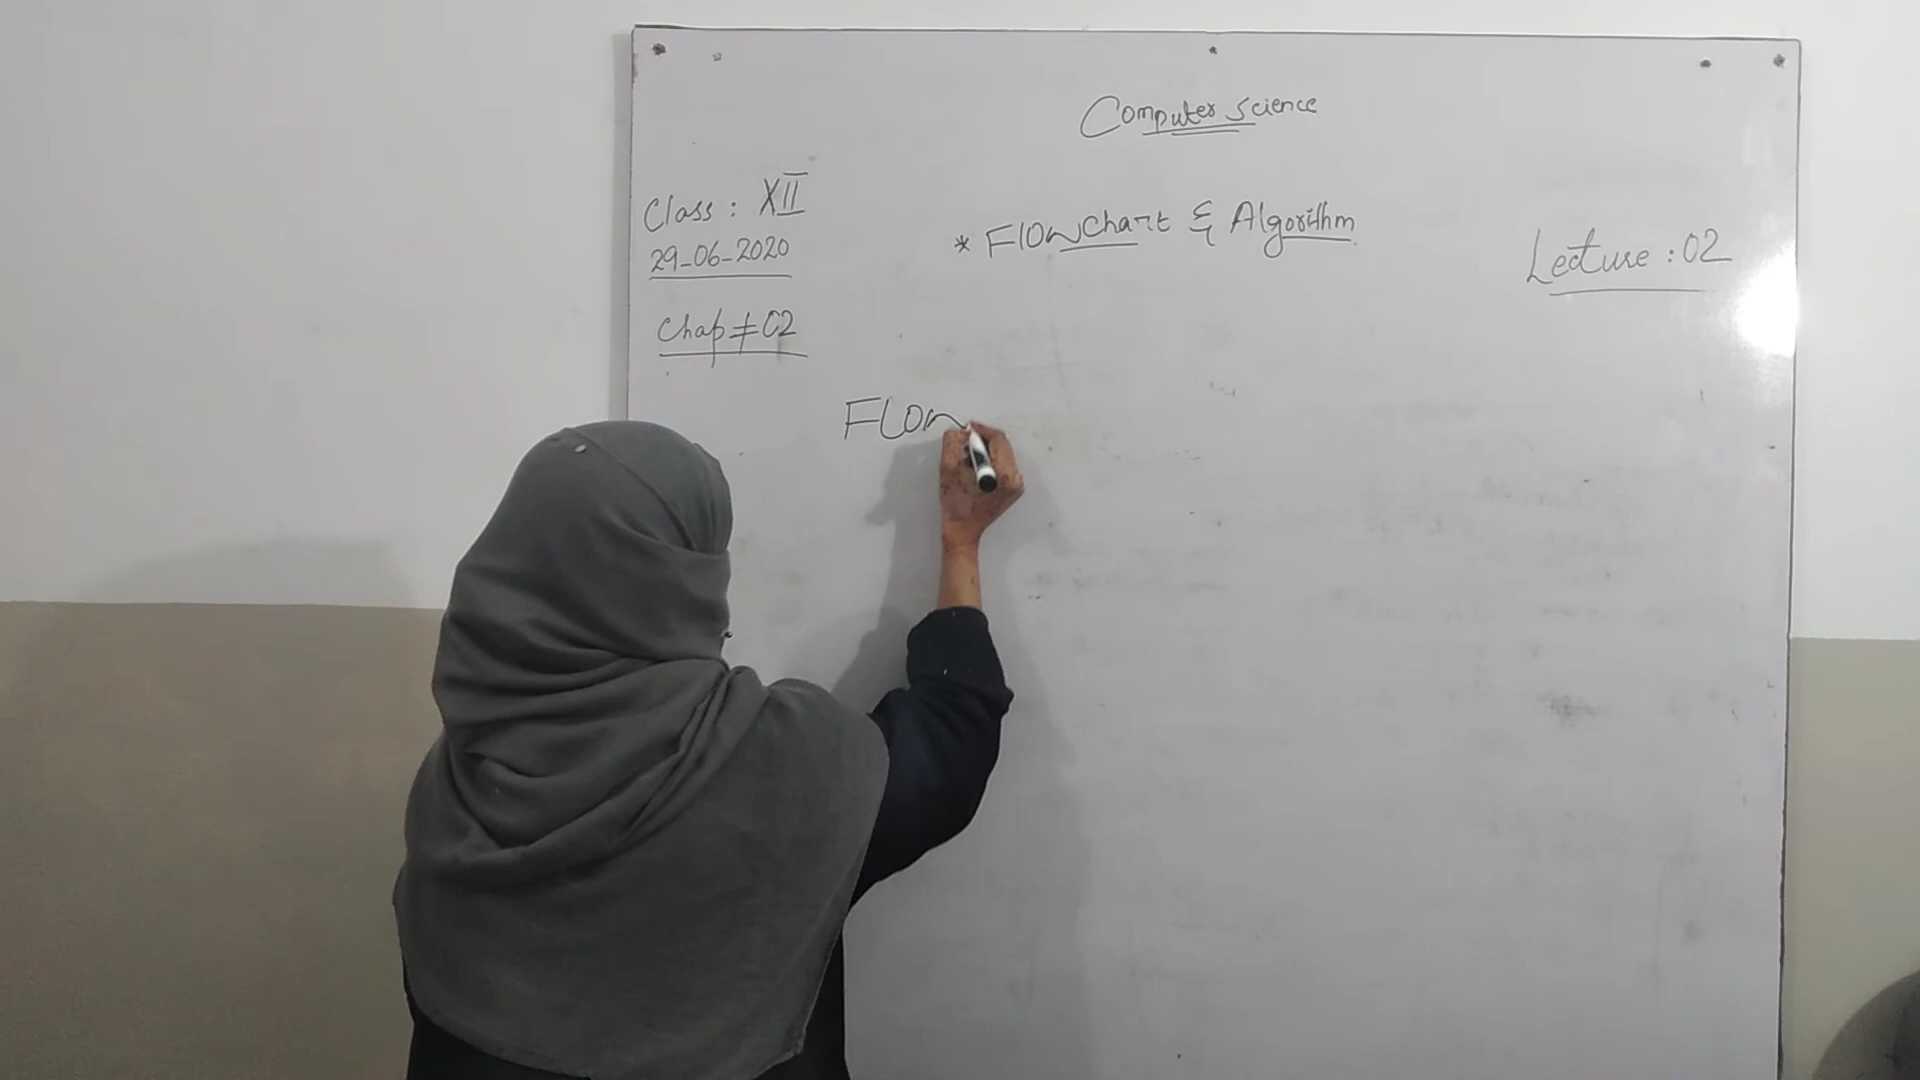 Computer Science
Class: XII
29-06-2020
* Flowchart & Algorithm
Lecture: 02
Chap # 02
Flow